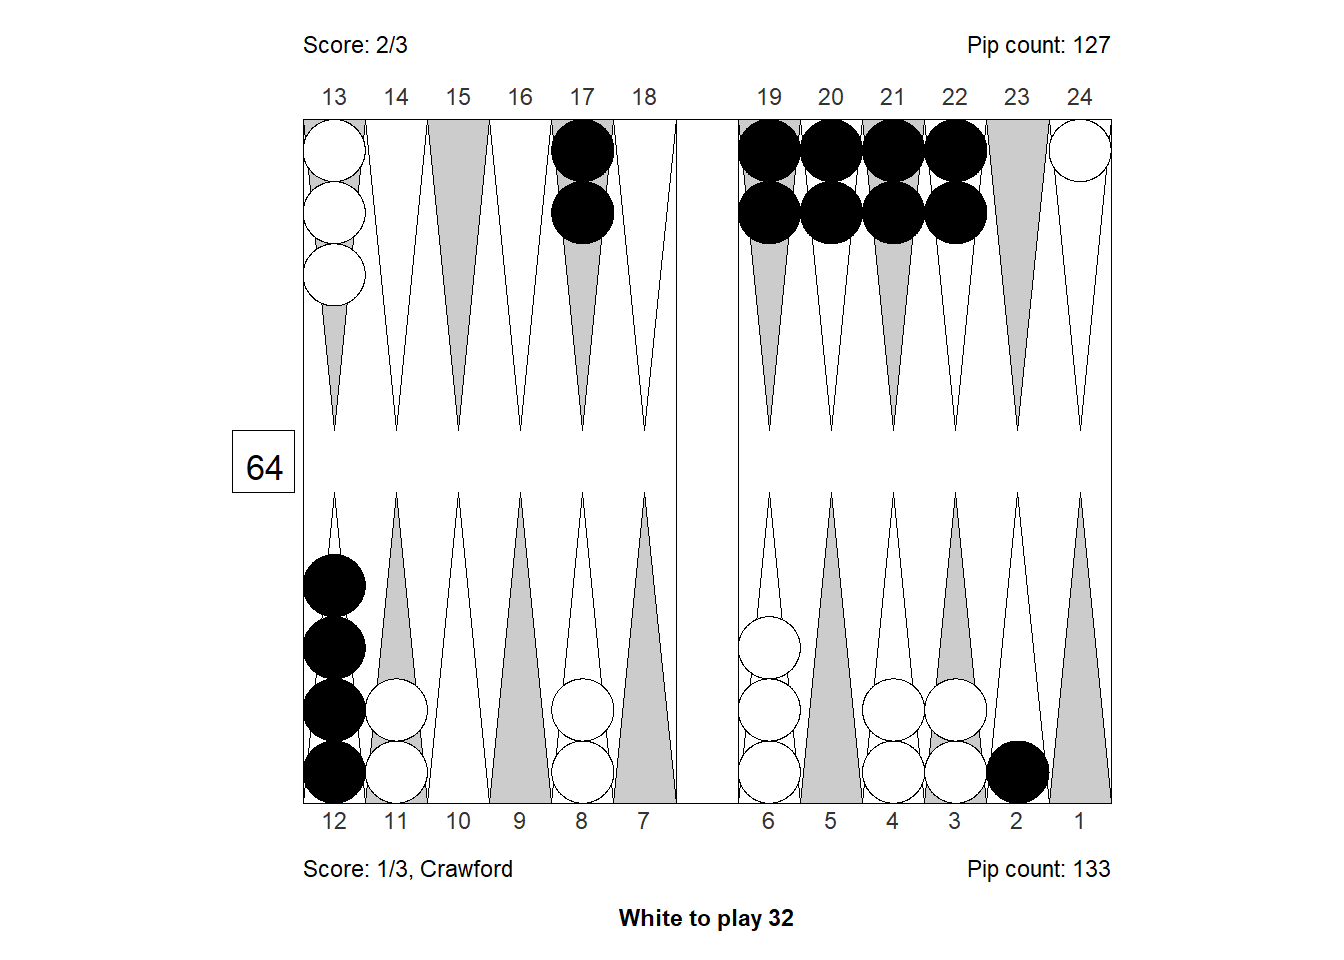 Score: 2/3 Pip count: 127
13 14 15 16 17 18 19 20 21 22 23 24
64
12 11 10 9 8 7 6 5 4 3 2 1
Score: 1/3, Crawford Pip count: 133
White to play 32